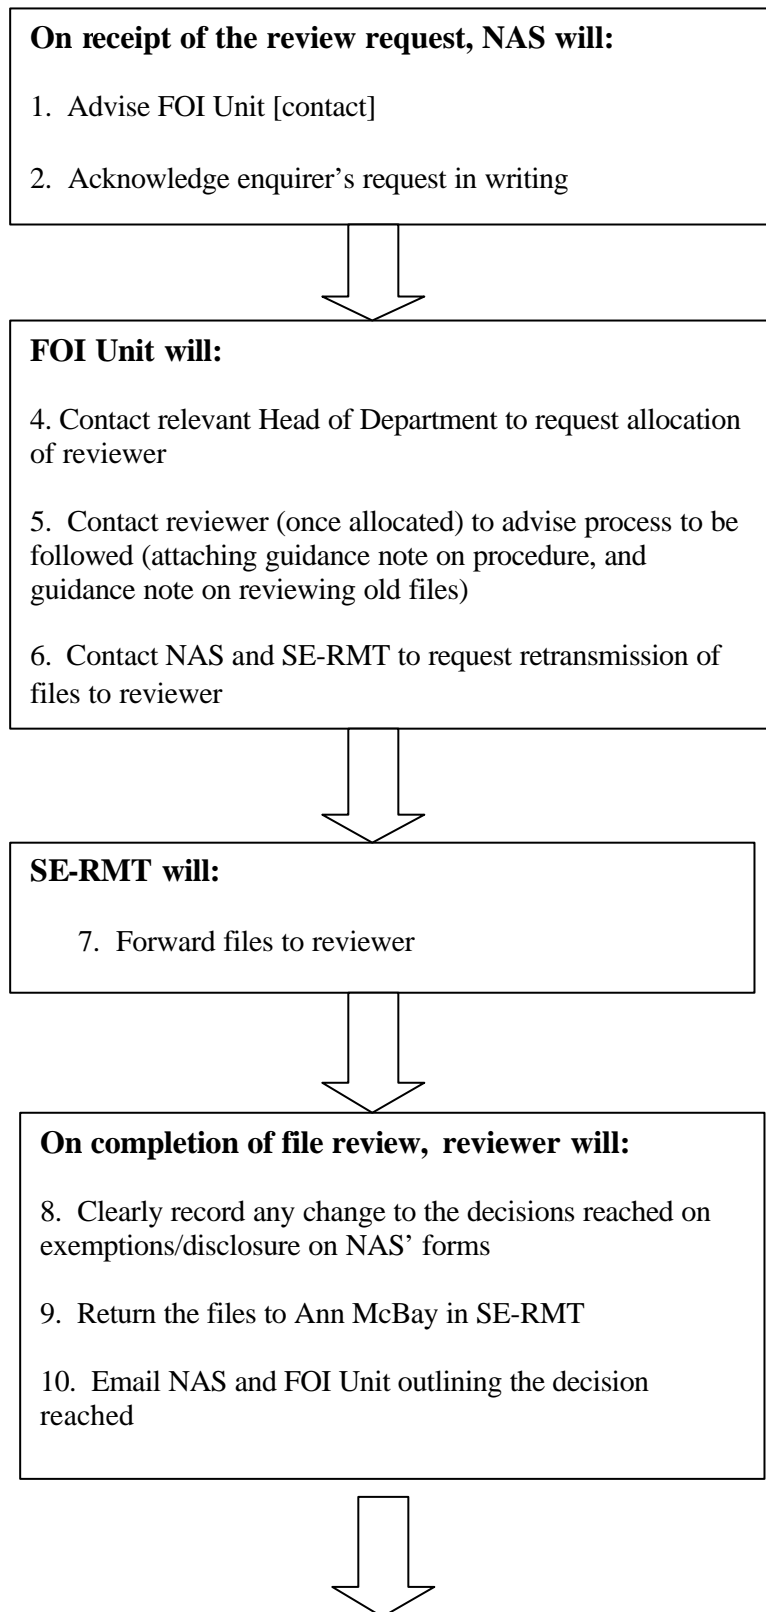 On receipt of the review request, NAS will:
1. Advise FOI Unit [contact]
2. Acknowledge enquirer's request in writing
FOI Unit will:
4. Contact relevant Head of Department to request allocation
of reviewer
5. Contact reviewer (once allocated) to advise process to be
followed (attaching guidance note on procedure, and
guidance note on reviewing old files)
6. Contact NAS and SE-RMT to request retransmission of
files to reviewer
SE-RMT will:
7. Forward files to reviewer
On completion of file review, reviewer will:
8. Clearly record any change to the decisions reached on
exemptions/disclosure on NAS' forms
9. Return the files to Ann McBay in SE-RMT
10. Email NAS and FOI Unit outlining the decision
reached